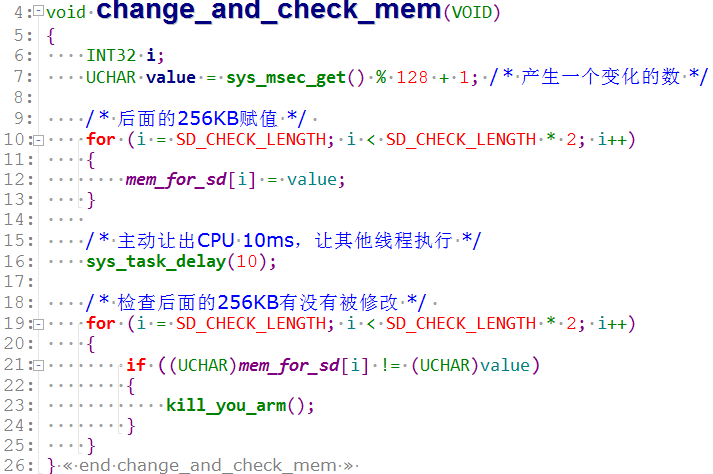 4: void change_and_check_mem(VOID)
5: {
6: INT32 i;
7: UCHAR value = sys_msec_get() % 128 + 1; /* 产生一个变化的数 */
8:
9: /* 后面的256KB赋值 */
10: for (i = SD_CHECK_LENGTH; i < SD_CHECK_LENGTH * 2; i++)
11: {
12: mem_for_sd[i] = value;
13: }
14:
15: /* 主动让出CPU 10ms，让其他线程执行 */
16: sys_task_delay(10);
17:
18: /* 检查后面的256KB有没有被修改 */
19: for (i = SD_CHECK_LENGTH; i < SD_CHECK_LENGTH * 2; i++)
20: {
21: if ((UCHAR)mem_for_sd[i] != (UCHAR)value)
22: {
23: kill_you_arm();
24: }
25: }
26: } « end change_and_check_mem »